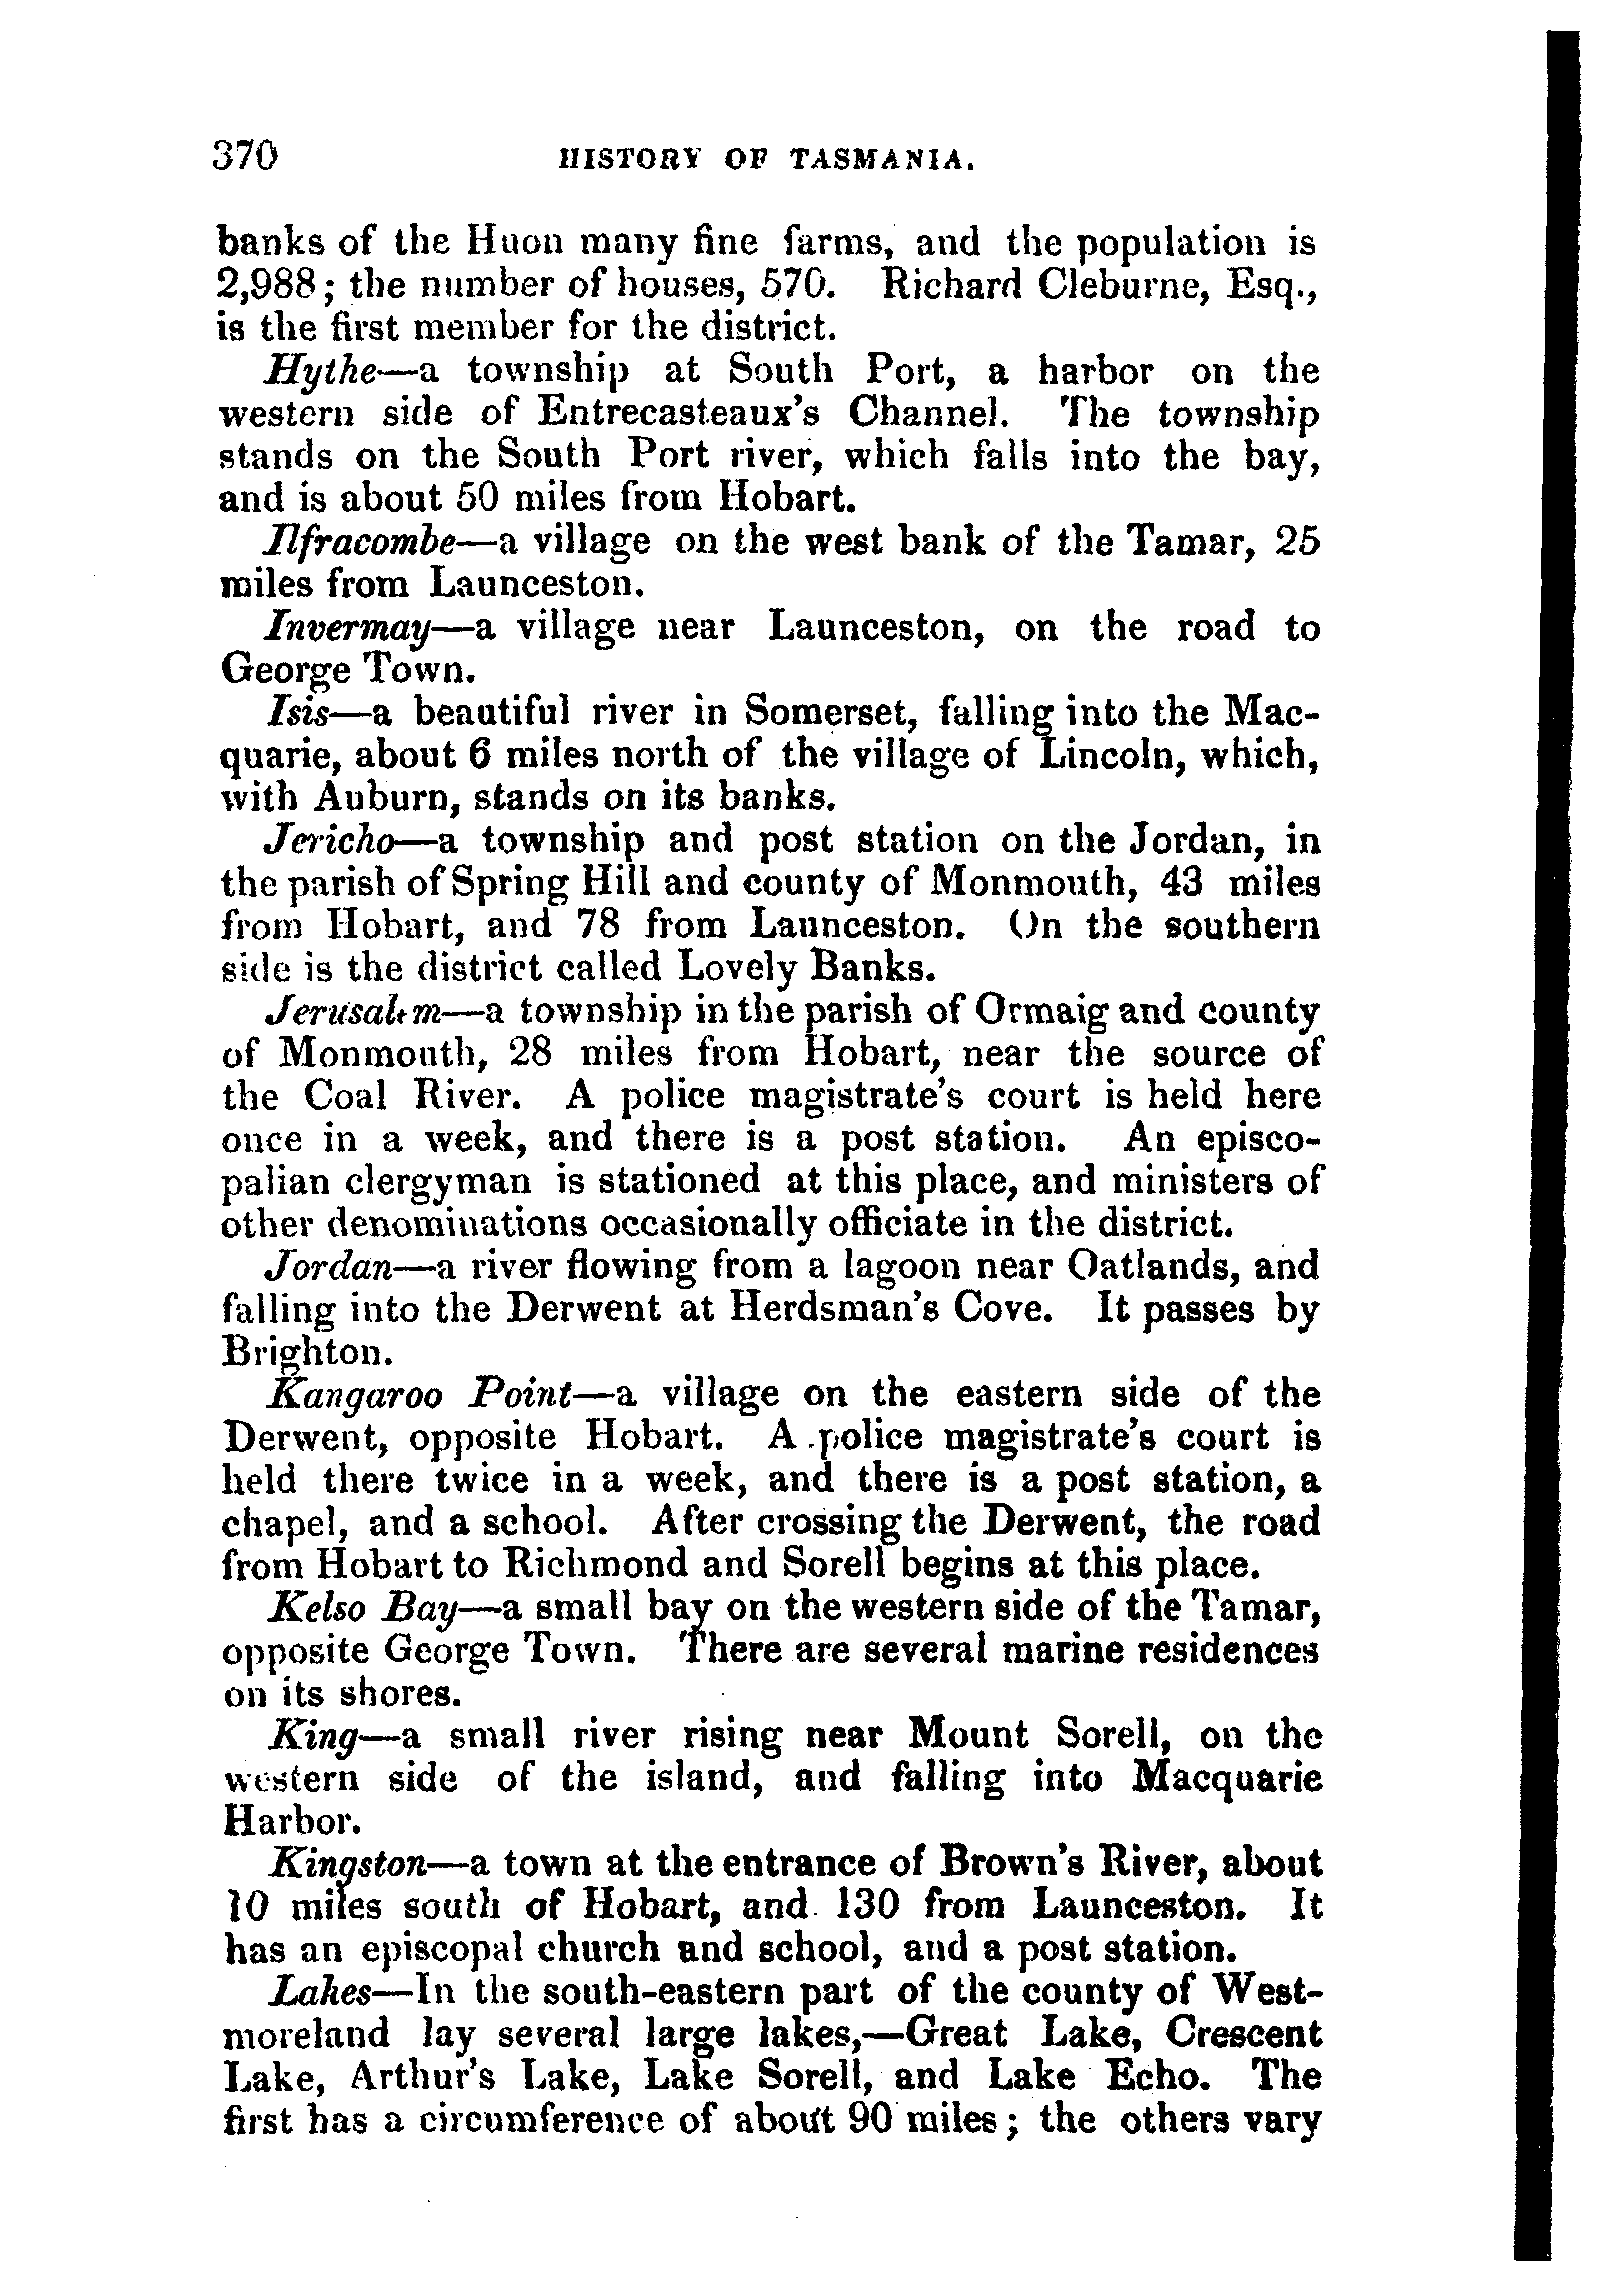 370 HISTORY OF TASMANIA.
banks of the Huon many fine farms, and the population is
2,988; the number of houses, 570. Richard Cleburne, Esq.,
is the first member for the district.
Hythe—a township at South Port, a harbor on the
western side of Entrecasteaux's Channel. The township
stands on the South Port river, which falls into the bay,
and is about 50 miles from Hobart.
Ilfracombe—a village on the west bank of the Tamar, 25
miles from Launceston.
Invermay—a village near Launceston, on the road to
George Town.
Isis—a beautiful river in Somerset, falling into the Mac-
quarie, about 6 miles north of the village of Lincoln, which,
with Auburn, stands on its banks.
Jericho—a township and post station on the Jordan, in
the parish of Spring Hill and county of Monmouth, 43 miles
from Hobart, and 78 from Launceston. On the southern
side is the district called Lovely Banks.
Jerusalem—a township in the parish of Ormaig and county
of Monmouth, 28 miles from Hobart, near the source of
the Coal River. A police magistrate's court is held here
once in a week, and there is a post station. An episco-
palian clergyman is stationed at this place, and ministers of
other denominations occasionally officiate in the district.
Jordan—a river flowing from a lagoon near Oatlands, and
falling into the Derwent at Herdsman's Cove. It passes by
Brighton.
Kangaroo Point—a village on the eastern side of the
Derwent, opposite Hobart. A police magistrate's court is
held there twice in a week, and there is a post station, a
chapel, and a school. After crossing the Derwent, the road
from Hobart to Richmond and Sorell begins at this place.
Kelso Bay—a small bay on the western side of the Tamar,
opposite George Town. There are several marine residences
on its shores.
King—a small river rising near Mount Sorell, on the
western side of the island, and falling into Macquarie
Harbor.
Kingston—a town at the entrance of Brown's River, about
10 miles south of Hobart, and 130 from Launceston. It
has an episcopal church and school, and a post station.
Lakes—In the south-eastern part of the county of West-
moreland lay several large lakes,—Great Lake, Crescent
Lake, Arthur's Lake, Lake Sorell, and Lake Echo. The
first has a circumference of about 90 miles; the others vary